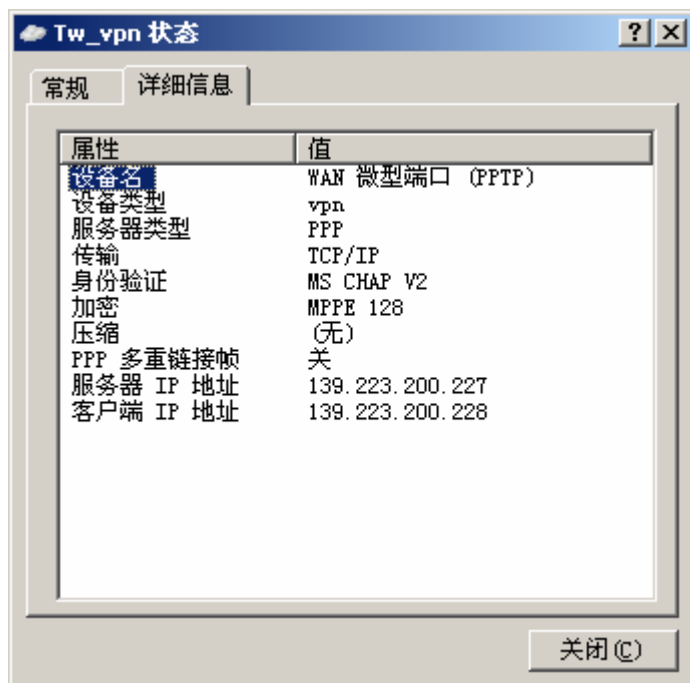 Tw_vpn 状态
常规 详细信息
属性 值
设备名 WAN 微型端口 (PPTP)
设备类型 vpn
服务器类型 PPP
传输 TCP/IP
身份验证 MS CHAP V2
加密 MPPE 128
压缩 (无)
PPP 多重链接帧 关
服务器 IP 地址 139.223.200.227
客户端 IP 地址 139.223.200.228
关闭(C)